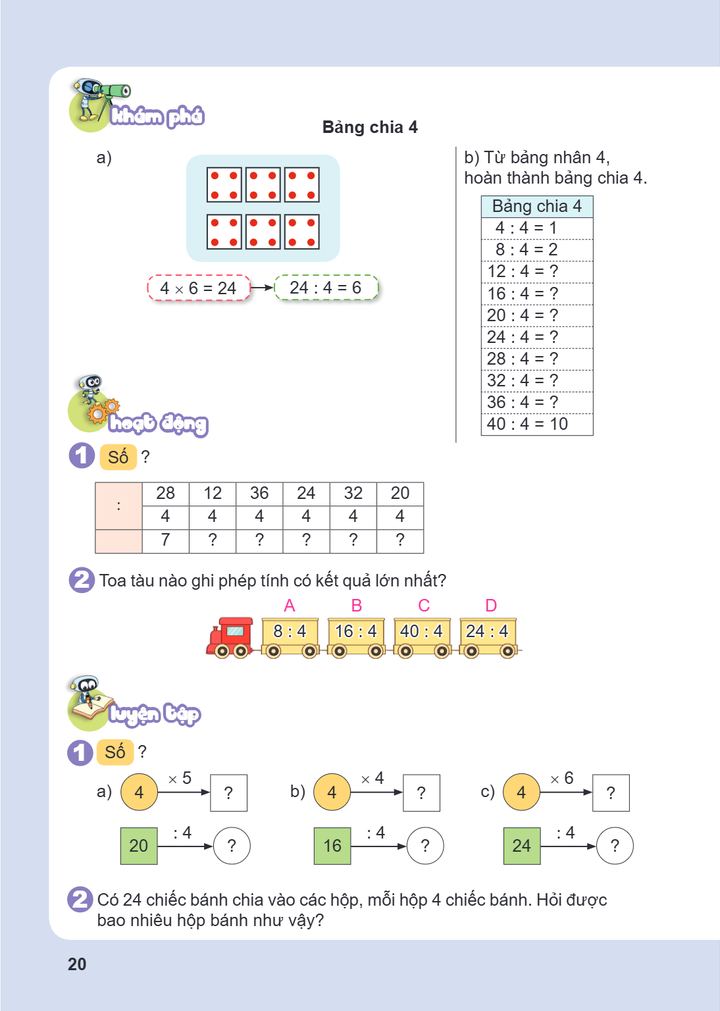 khám phá
Bảng chia 4
a)
4 × 6 = 24
24 : 4 = 6
b) Từ bảng nhân 4,
hoàn thành bảng chia 4.
Bảng chia 4
4 : 4 = 1
8 : 4 = 2
12 : 4 = ?
16 : 4 = ?
20 : 4 = ?
24 : 4 = ?
28 : 4 = ?
32 : 4 = ?
36 : 4 = ?
40 : 4 = 10
hoạt động
1 Số ?
: 28 12 36 24 32 20
4 4 4 4 4 4
7 ? ? ? ? ?
2 Toa tàu nào ghi phép tính có kết quả lớn nhất?
A B C D
8 : 4 16 : 4 40 : 4 24 : 4
luyện tập
1 Số ?
a) 4 × 5 ? b) 4 × 4 ? c) 4 × 6 ?
20 : 4 ? 16 : 4 ? 24 : 4 ?
2 Có 24 chiếc bánh chia vào các hộp, mỗi hộp 4 chiếc bánh. Hỏi được
bao nhiêu hộp bánh như vậy?
20